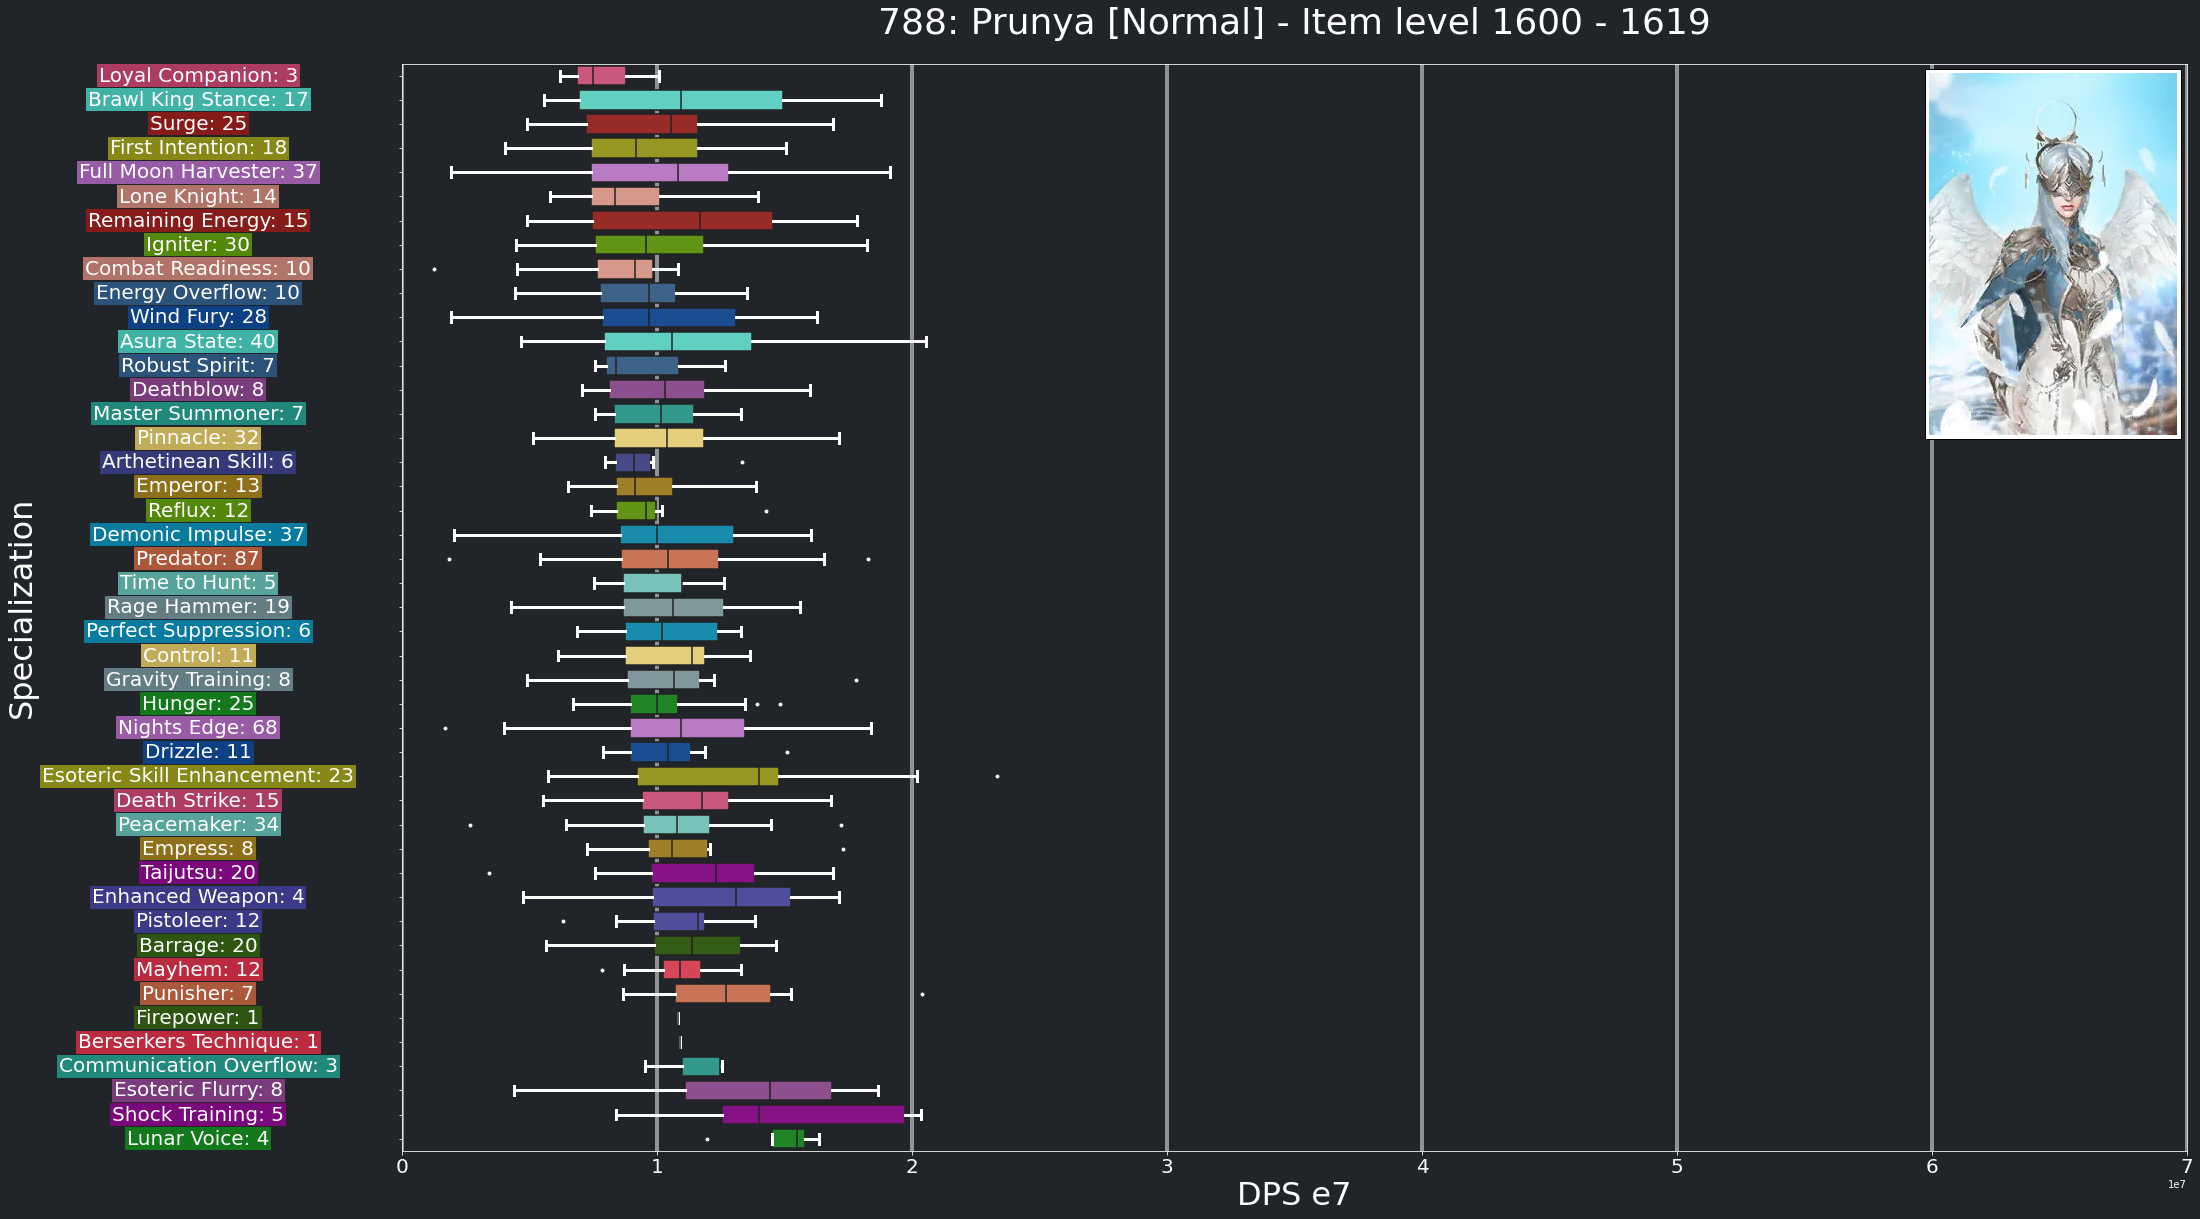 788: Prunya [Normal] - Item level 1600 - 1619
Specialization
Loyal Companion: 3
Brawl King Stance: 17
Surge: 25
First Intention: 18
Full Moon Harvester: 37
Lone Knight: 14
Remaining Energy: 15
Igniter: 30
Combat Readiness: 10
Energy Overflow: 10
Wind Fury: 28
Asura State: 40
Robust Spirit: 7
Deathblow: 8
Master Summoner: 7
Pinnacle: 32
Arthetinean Skill: 6
Emperor: 13
Reflux: 12
Demonic Impulse: 37
Predator: 87
Time to Hunt: 5
Rage Hammer: 19
Perfect Suppression: 6
Control: 11
Gravity Training: 8
Hunger: 25
Nights Edge: 68
Drizzle: 11
Esoteric Skill Enhancement: 23
Death Strike: 15
Peacemaker: 34
Empress: 8
Taijutsu: 20
Enhanced Weapon: 4
Pistoleer: 12
Barrage: 20
Mayhem: 12
Punisher: 7
Firepower: 1
Berserkers Technique: 1
Communication Overflow: 3
Esoteric Flurry: 8
Shock Training: 5
Lunar Voice: 4
0 1 2 3 4 5 6 7
1e7
DPS e7